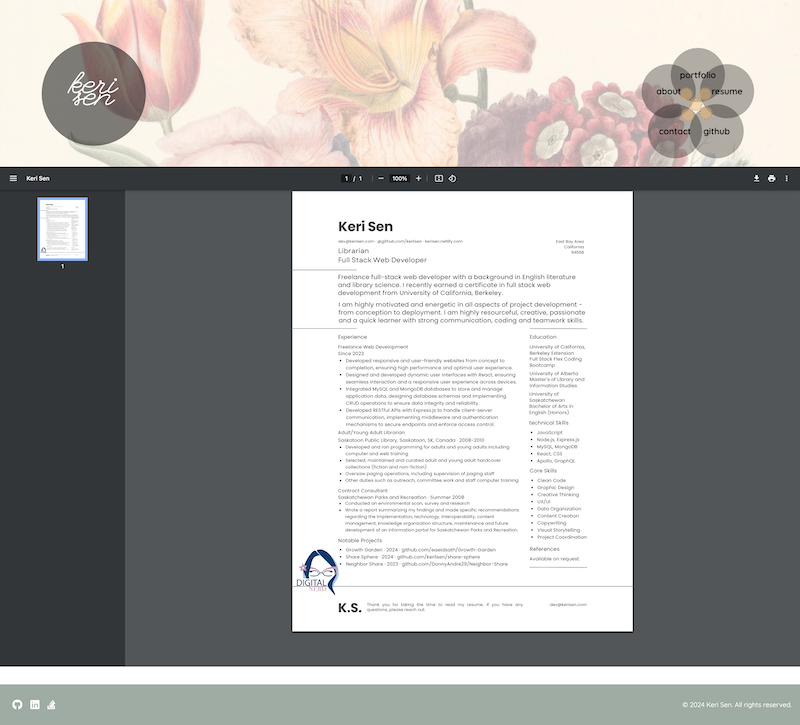 keri
sen
portfolio
about
resume
contact
github
Keri Sen
1 / 1
100%
1
Keri Sen
dev@kerisen.com · @github.com/kerisen · kerisen.netlify.com
East Bay Area
California
94566
Librarian
Full Stack Web Developer
Freelance full-stack web developer with a background in English literature
and library science. I recently earned a certificate in full stack web
development from University of California, Berkeley.
I am highly motivated and energetic in all aspects of project development -
from conception to deployment. I am highly resourceful, creative, passionate
and a quick learner with strong communication, coding and teamwork skills.
Experience
Freelance Web Development
Since 2023
• Developed responsive and user-friendly websites from concept to
completion, ensuring high performance and optimal user experience.
• Designed and developed dynamic user interfaces with React, ensuring
seamless interaction and a responsive user experience across devices.
• Integrated MySQL and MongoDB databases to store and manage
application data, designing database schemas and implementing
CRUD operations to ensure data integrity and reliability.
• Developed RESTful APIs with Express.js to handle client-server
communication, implementing middleware and authentication
mechanisms to secure endpoints and enforce access control.
Adult/Young Adult Librarian
Saskatoon Public Library, Saskatoon, SK, Canada · 2008-2010
• Developed and ran programming for adults and young adults including
computer and web training
• Selected, maintained and curated adult and young adult hardcover
collections (fiction and non-fiction)
• Oversaw paging operations, including supervision of paging staff
• Other duties such as outreach, committee work and staff computer training
Contract Consultant
Saskatchewan Parks and Recreation · Summer 2008
• Conducted an environmental scan, survey and research
• Wrote a report summarizing my findings and made specific recommendations
regarding the implementation, technology, interoperability, content
management, knowledge organization structure, maintenance and future
development of an information portal for Saskatchewan Parks and Recreation.
Notable Projects
• Growth Garden · 2024 · github.com/eaeidsath/Growth-Garden
• Share Sphere · 2024 · github.com/kerisen/share-sphere
• Neighbor Share · 2023 · github.com/DannyAndre29/Neighbor-Share
Education
University of California,
Berkeley Extension
Full Stack Flex Coding
Bootcamp
University of Alberta
Master's of Library and
Information Studies
University of
Saskatchewan
Bachelor of Arts in
English (Honors)
technical Skills
• JavaScript
• Node.js, Express.js
• MySQL, MongoDB
• React, CSS
• Apollo, GraphQL
Core Skills
• Clean Code
• Graphic Design
• Creative Thinking
• UX/UI
• Data Organization
• Content Creation
• Copywriting
• Visual Storytelling
• Project Coordination
References
Available on request.
DIGITAL
NERD
K.S.
Thank you for taking the time to read my resume. If you have any
questions, please reach out.
dev@kerisen.com
© 2024 Keri Sen. All rights reserved.